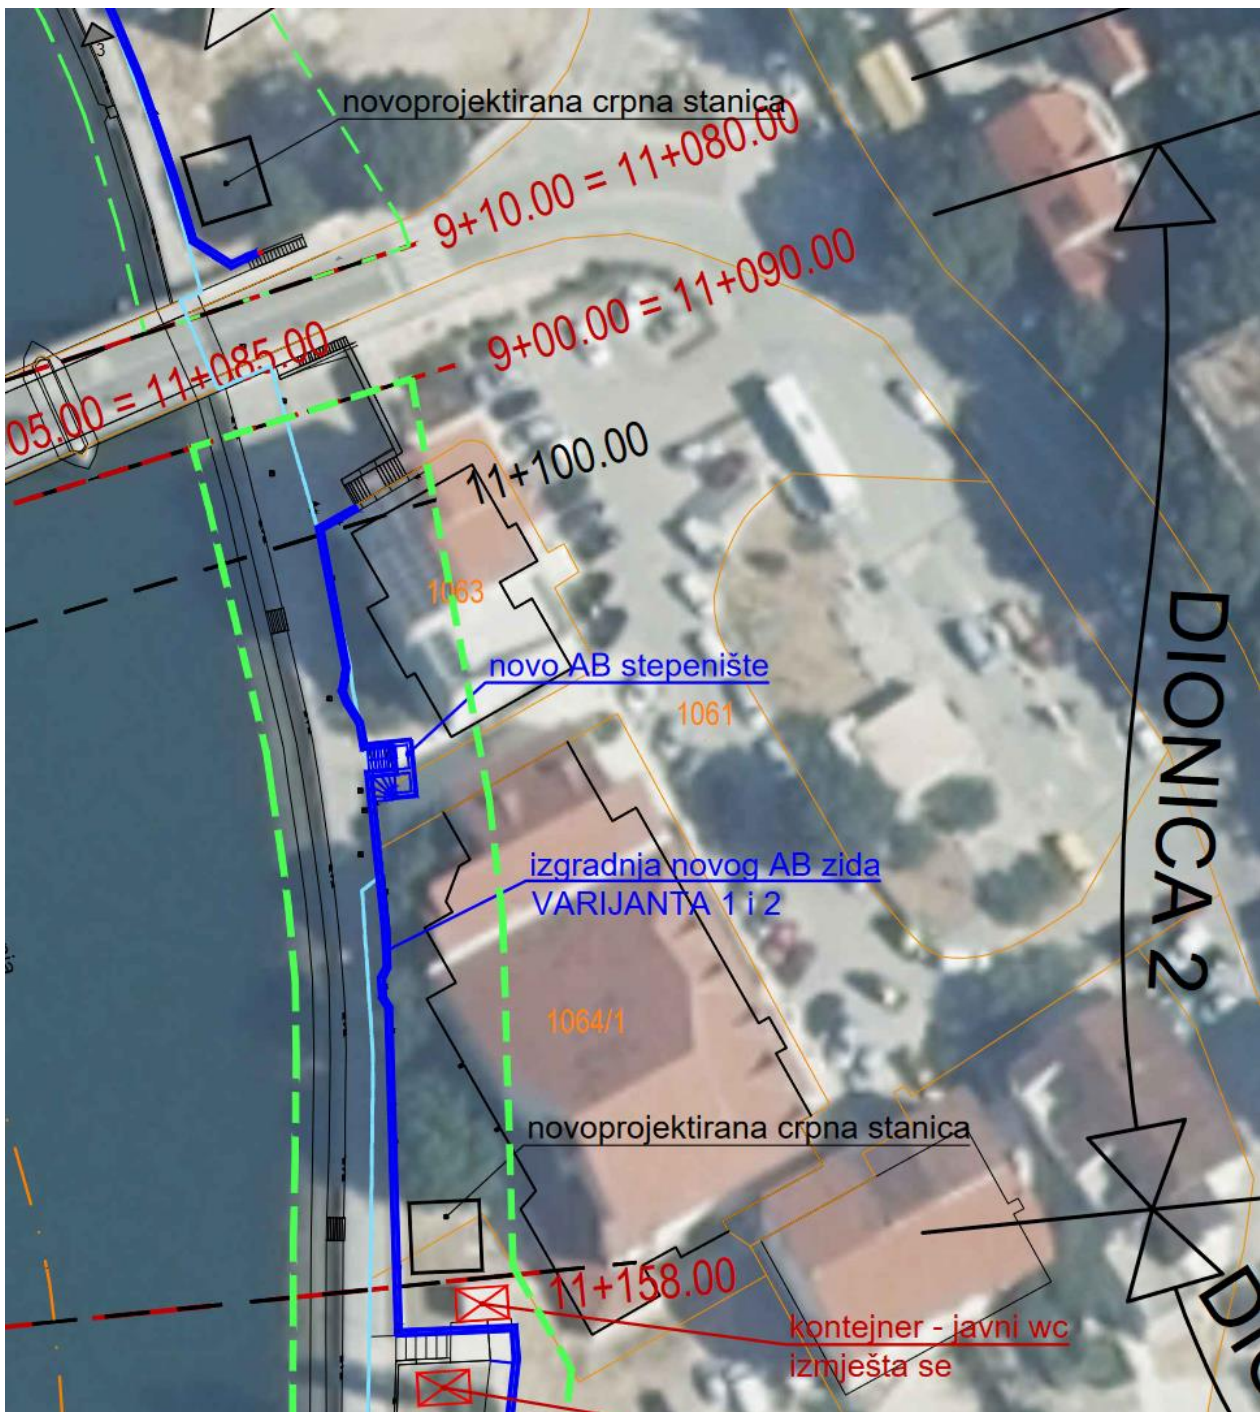 3
novoprojektirana crpna stanica
9+10.00 = 11+080.00
9+00.00 = 11+090.00
05.00 = 11+085.00
11+100.00
1063
novo AB stepenište
1061
DIONICA 2
izgradnja novog AB zida
VARIJANTA 1 i 2
1064/1
novoprojektirana crpna stanica
11+158.00
kontejner - javni wc
izmješta se